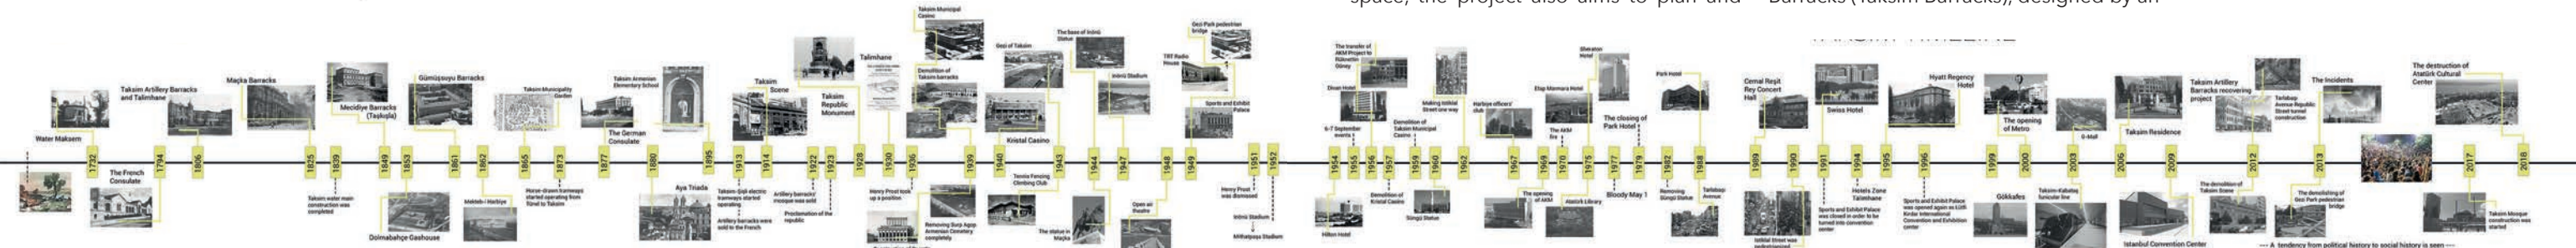 space, the project also aims to plan and
Barracks (Taksim Barracks), designed by an
Water Maksem
1732
The French
Consulate
1794
Taksim Artillery Barracks
and Talimhane
1806
Maçka Barracks
1825
Taksim water main
construction was
completed
1839
Mecidiye Barracks
(Taşkışla)
1849
1853
Dolmabahçe Gashouse
Gümüşsuyu Barracks
1861
1862
Mekteb-i Harbiye
1865
Taksim Municipality
Garden
1873
Horse-drawn tramways
started operating from
Tünel to Taksim
1877
The German
Consulate
Taksim Armenian
Elementary School
1880
Aya Triada
1895
1913
Taksim-Şişli electric
tramways started
operating
Artillery barracks were
sold to the French
Taksim
Scene
1914
1922
Artillery barracks'
mosque was sold
1923
Proclamation of the
republic
Taksim
Republic
Monument
1928
Talimhane
1930
1936
Henry Prost took
up a position
Taksim Municipal
Casino
Demolition of
Taksim barracks
1939
Removing Surp Agop
Armenian Cemetery
completely
1940
Kristal Casino
Gezi of Taksim
Tennis Fencing
Climbing Club
1943
The base of İnönü
Statue
1944
The statue in
Maçka
İnönü Stadium
1947
Open air
theatre
1948
1949
TRT Radio
House
Gezi Park pedestrian
bridge
Sports and Exhibit
Palace
1951
Henry Prost
was dismissed
1952
İnönü Stadium
Mithatpaşa Stadium
1954
Hilton Hotel
6-7 September
events
1955
Divan Hotel
The transfer of
AKM Project to
Rüknettin
Güney
1956
1957
Demolition of
Kristal Casino
Demolition of
Taksim Municipal
Casino
1959
1960
Süngü Statue
Making İstiklal
Street one way
1962
Harbiye officers'
club
1967
1969
The opening
of AKM
The AKM
fire
1970
Etap Marmara Hotel
Atatürk Library
1975
Sheraton
Hotel
1977
Bloody May 1
The closing of
Park Hotel
1979
1982
Removing
Süngü Statue
Park Hotel
1988
Tarlabaşı
Avenue
Cemal Reşit
Rey Concert
Hall
1989
1990
İstiklal Street was
pedestrianized
1991
Swiss Hotel
Sports and Exhibit Palace
was closed in order to be
turned into convention
center
1994
Hotels Zone
Talimhane
1995
Hyatt Regency
Hotel
1996
Sports and Exhibit Palace
was opened again as Lütfi
Kırdar International
Convention and Exhibition
center
1999
Gökkafes
The opening
of Metro
2000
G-Mall
2003
Taksim-Kabataş
funicular line
2006
Taksim Residence
2009
Istanbul Convention Center
Taksim Artillery
Barracks recovering
project
2012
The demolition of
Taksim Stage
Tarlabaşı
Avenue-Republic
Street tunnel
construction
The Incidents
2013
The demolishing of
Gezi Park pedestrian
bridge
2017
Taksim Mosque
construction was
started
The destruction of
Atatürk Cultural
Center
2018
--- A tendency from political history to social history is seen ---